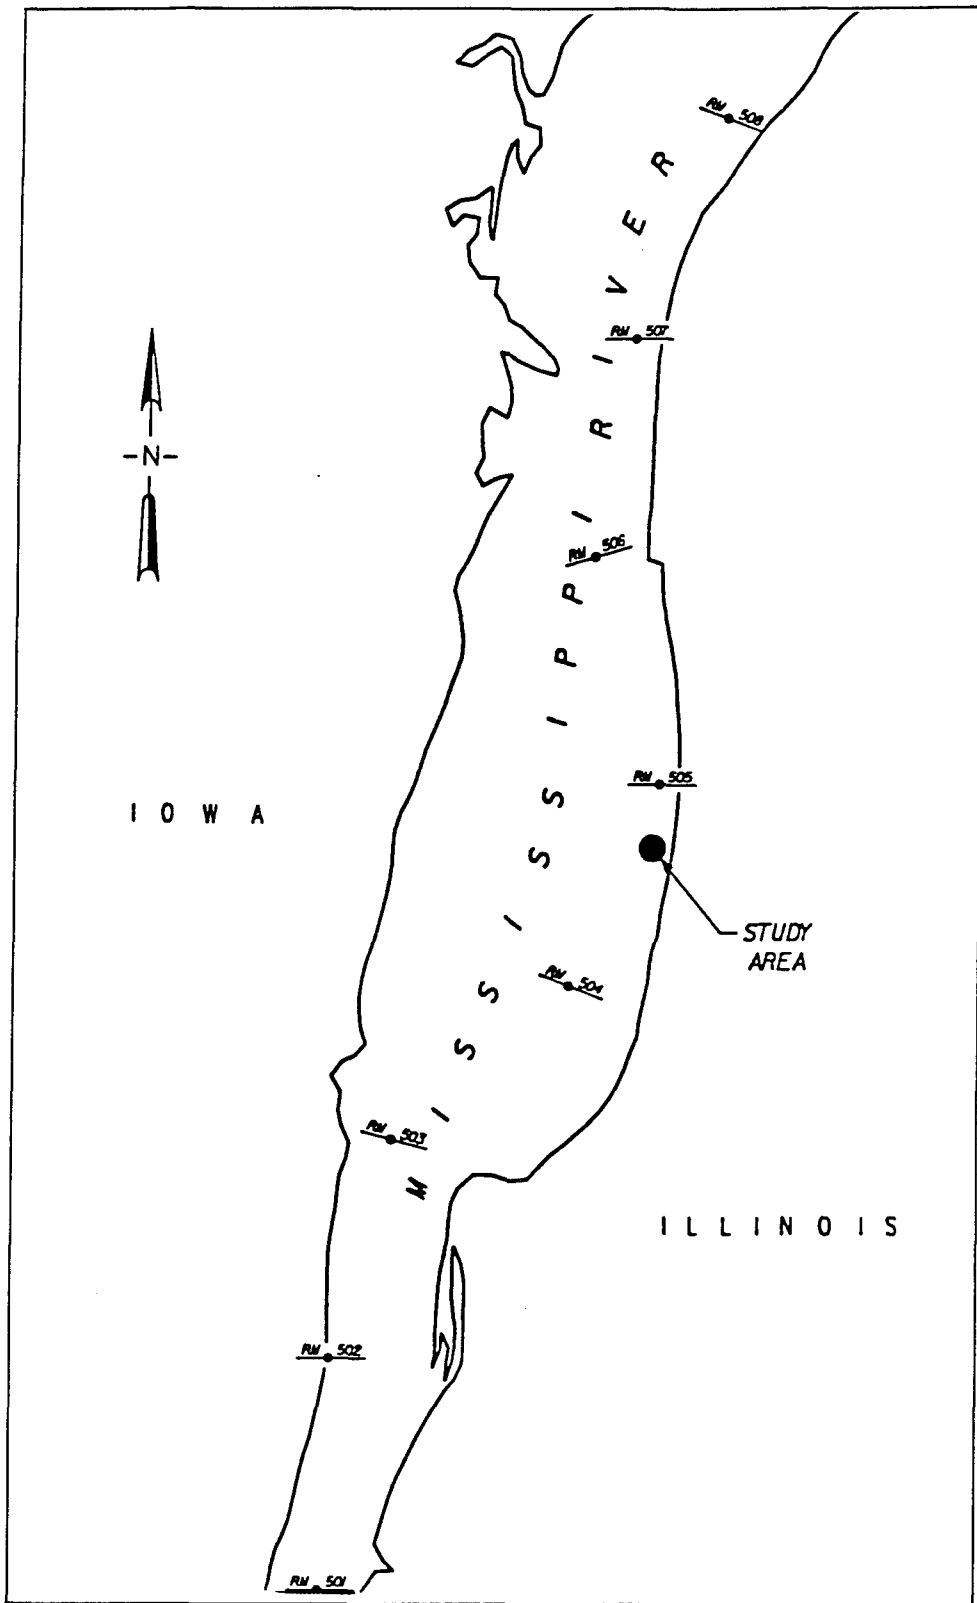 RM 508
RM 507
-N-
RM 506
RM 505
IOWA
STUDY
AREA
RM 504
RM 503
MISSISSIPPI RIVER
ILLINOIS
RM 502
RM 501